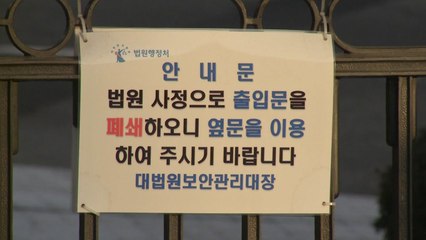 법원행정처
안내문
법원 사정으로 출입문을
폐쇄하오니 옆문을 이용
하여 주시기 바랍니다
대법원보안관리대장